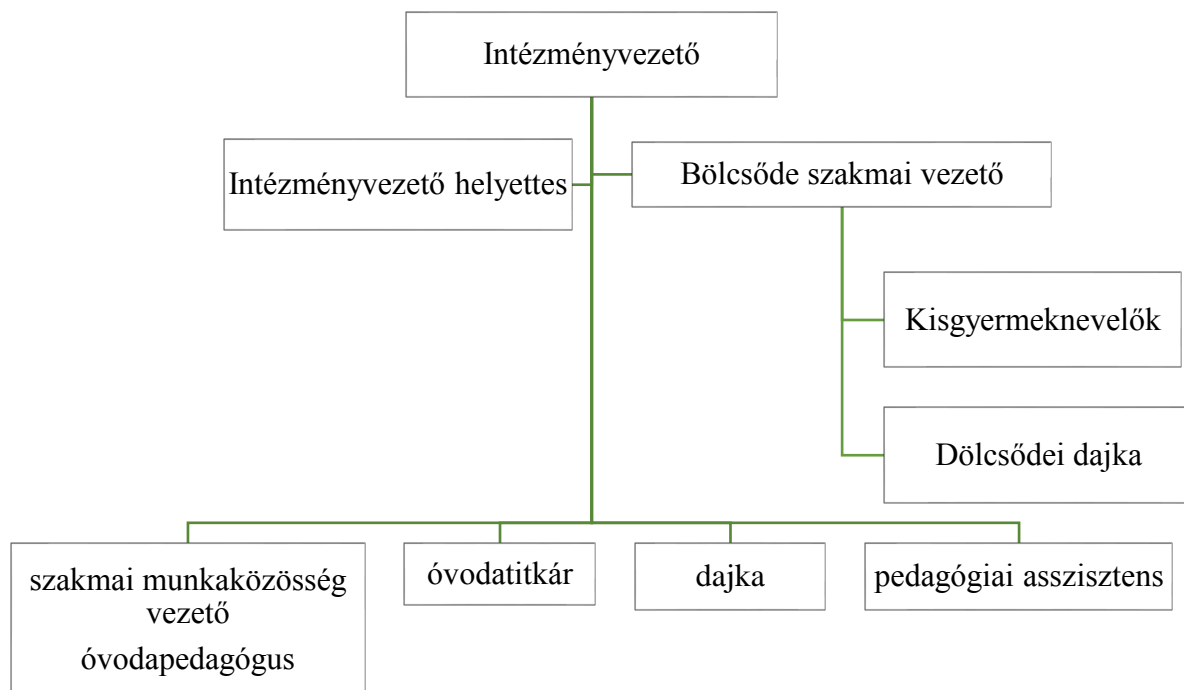 Intézményvezető
Intézményvezető helyettes
Bölcsőde szakmai vezető
Kisgyermeknevelők
Dölcsődei dajka
szakmai munkaközösség
vezető
óvodapedagógus
óvodatitkár
dajka
pedagógiai asszisztens